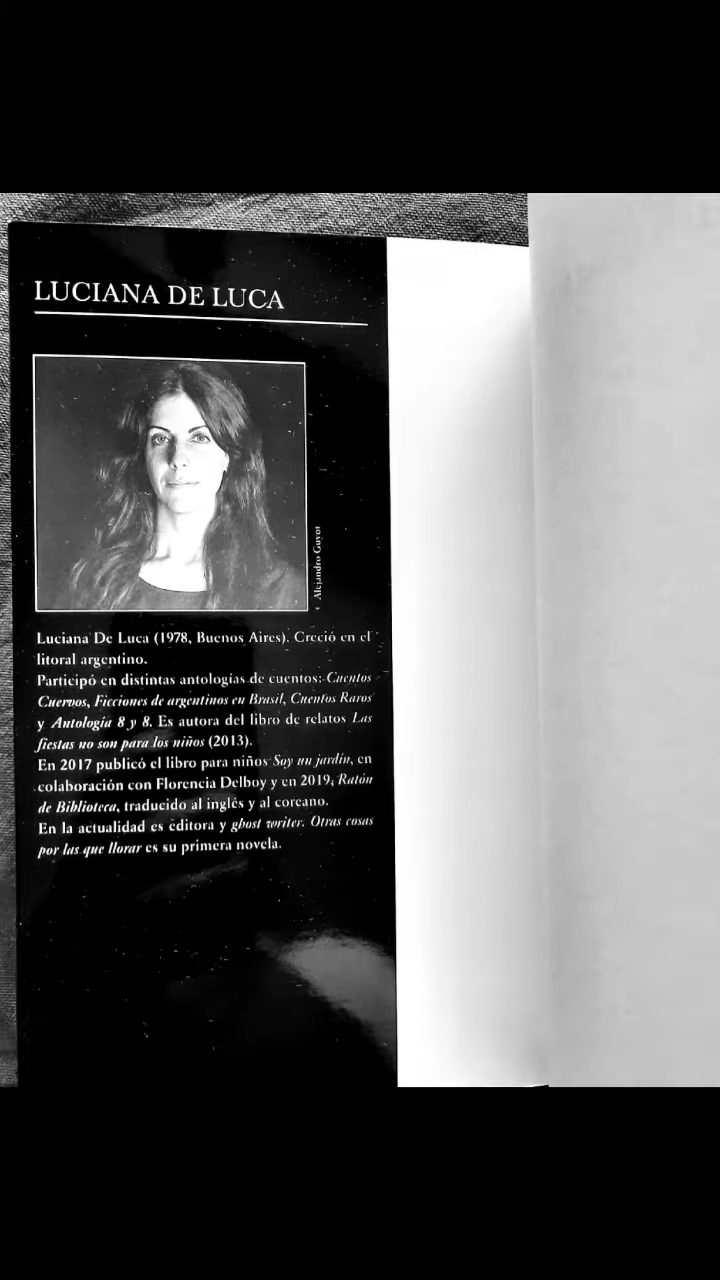 LUCIANA DE LUCA
© Alejandro Guyot
Luciana De Luca (1978, Buenos Aires). Creció en el
litoral argentino.
Participó en distintas antologías de cuentos: Cuentos
Cuervos, Ficciones de argentinos en Brasil, Cuentos Raros
y Antología 8 y 8. Es autora del libro de relatos Las
fiestas no son para los niños (2013).
En 2017 publicó el libro para niños Soy un jardín, en
colaboración con Florencia Delboy y en 2019, Ratón
de Biblioteca, traducido al inglés y al coreano.
En la actualidad es editora y ghost writer. Otras cosas
por las que llorar es su primera novela.